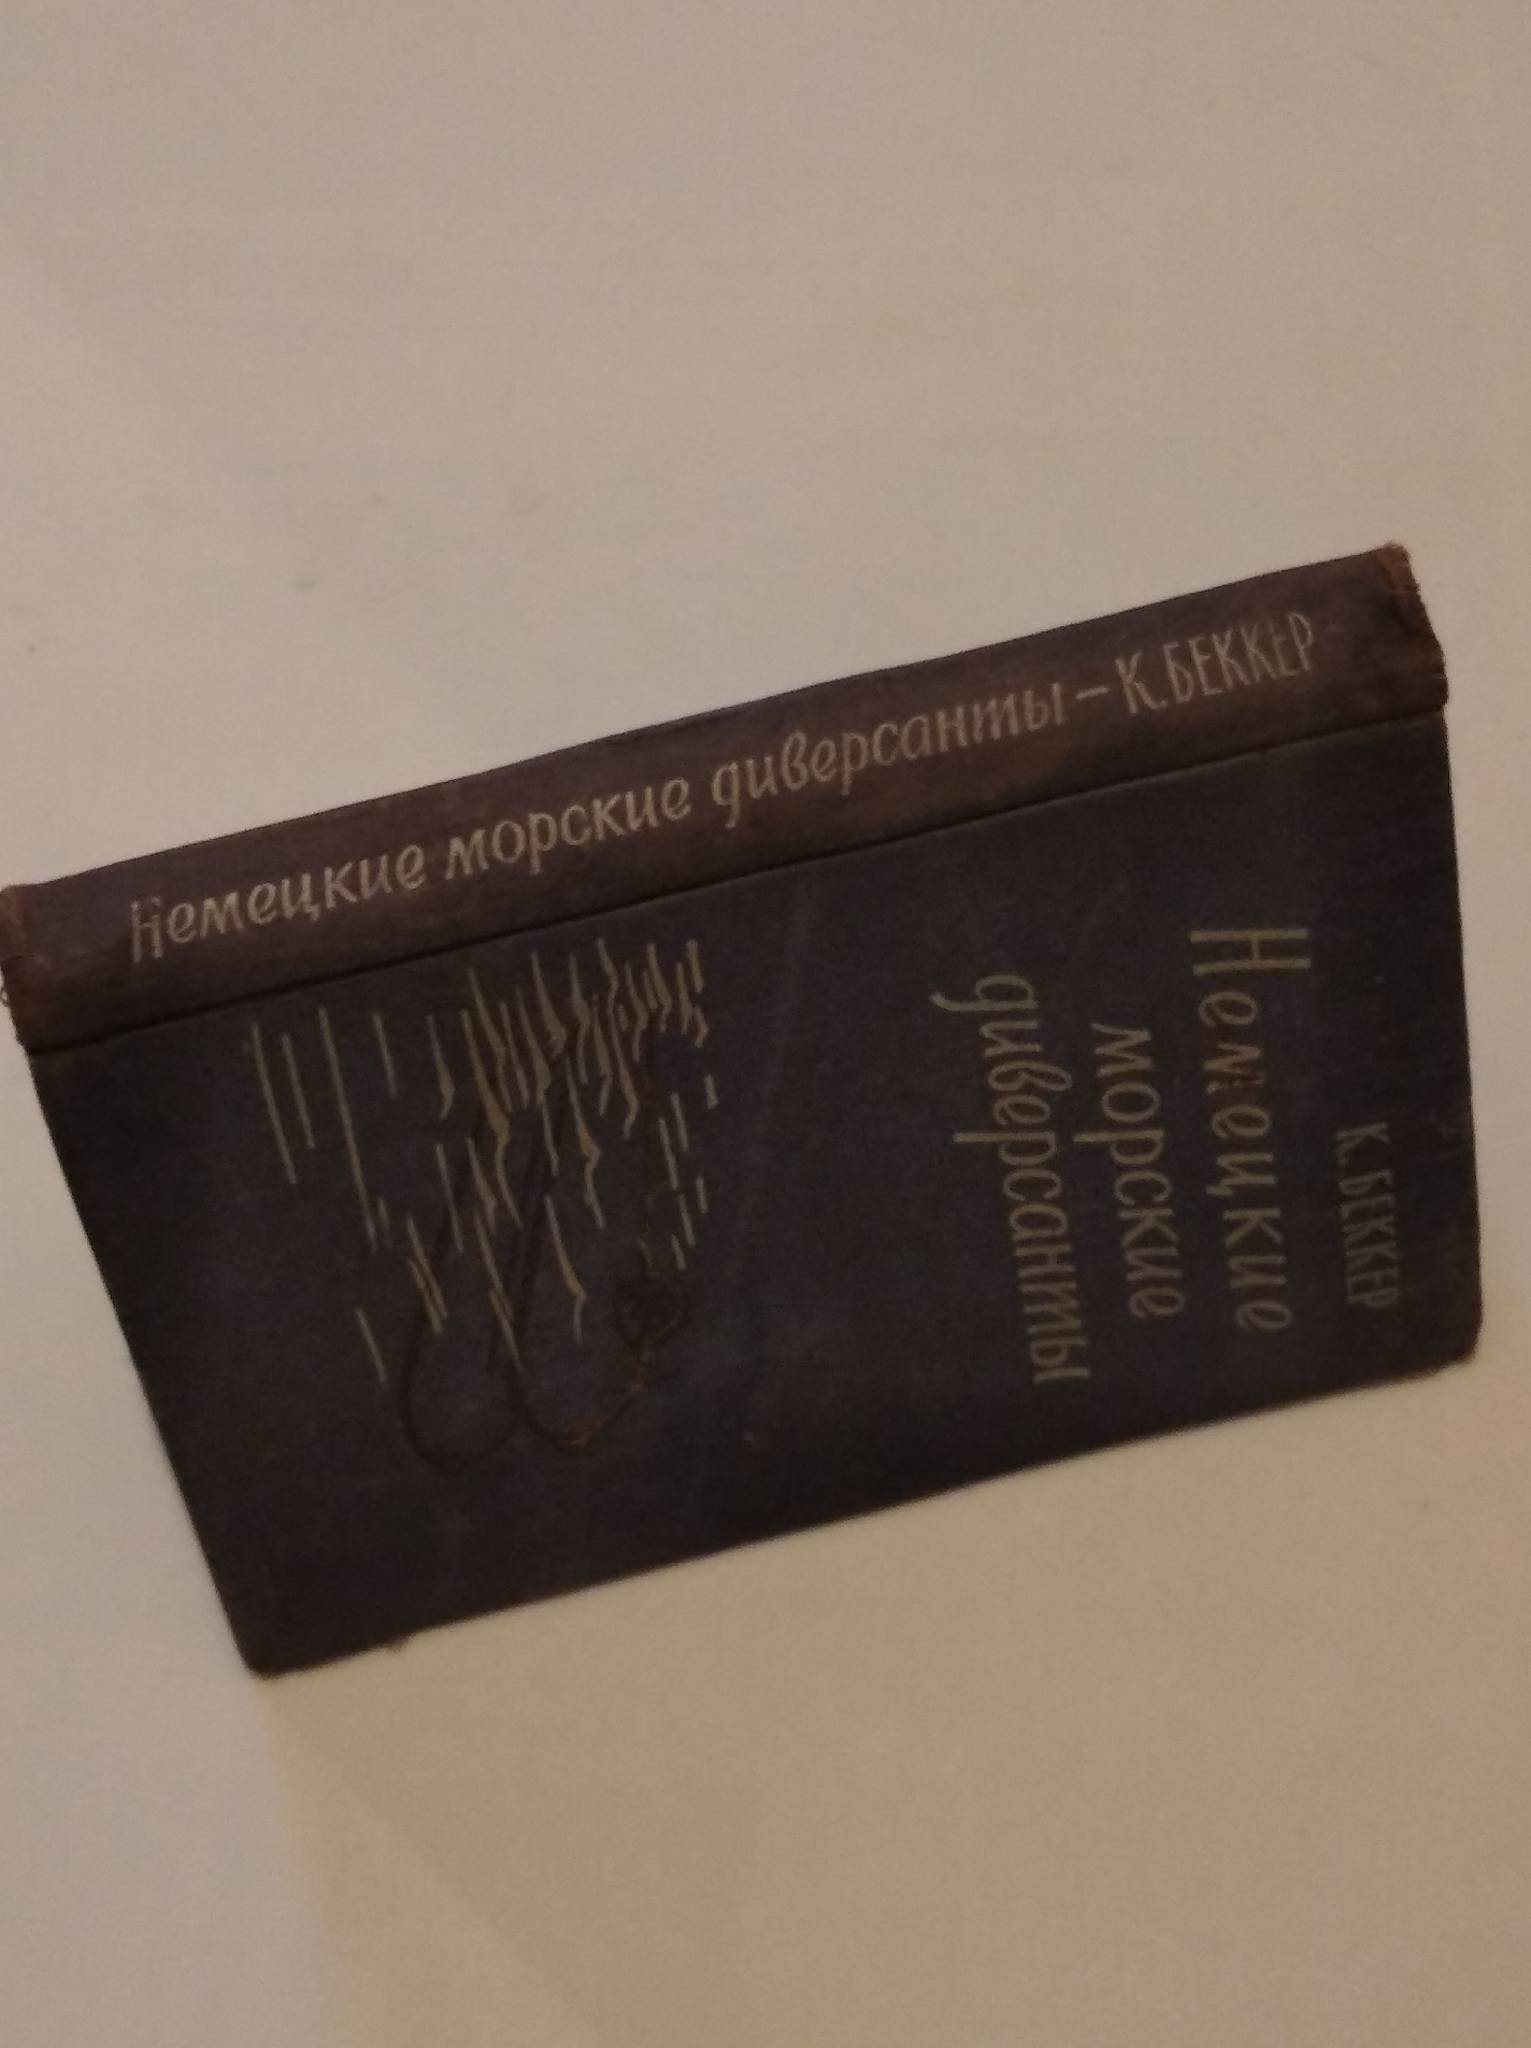 Немецкие морские диверсанты – К. БЕККЕР
К. БЕККЕР
Немецкие
морские
диверсанты